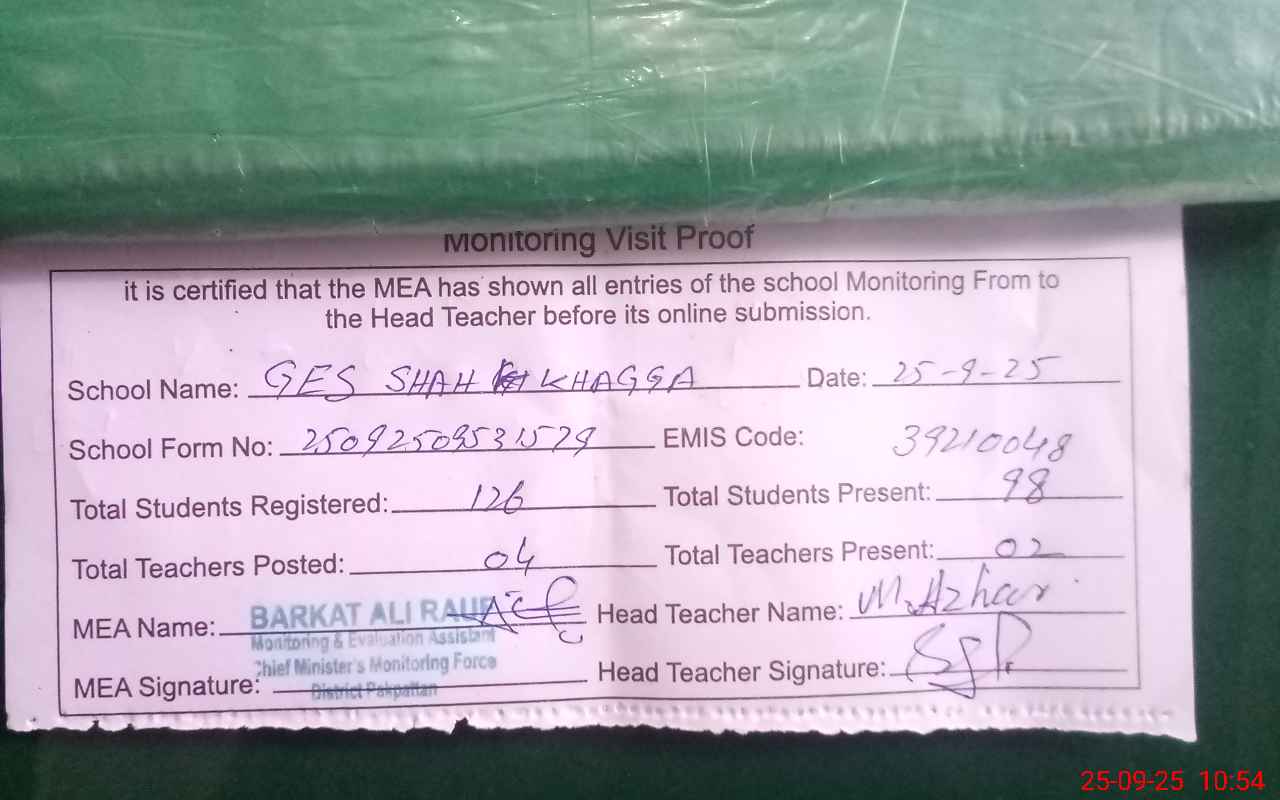 Monitoring Visit Proof
it is certified that the MEA has shown all entries of the school Monitoring From to
the Head Teacher before its online submission.
School Name: GES SHAH KHAGGA Date: 25-9-25
School Form No: 25092509531579 EMIS Code: 39210048
Total Students Registered: 126 Total Students Present: 98
Total Teachers Posted: 04 Total Teachers Present: 02
MEA Name: BARKAT ALI RAUF Head Teacher Name: M. Azhar
Monitoring & Evaluation Assistant
Chief Minister's Monitoring Force
MEA Signature: Head Teacher Signature:
District Pakpattan
25-09-25 10:54